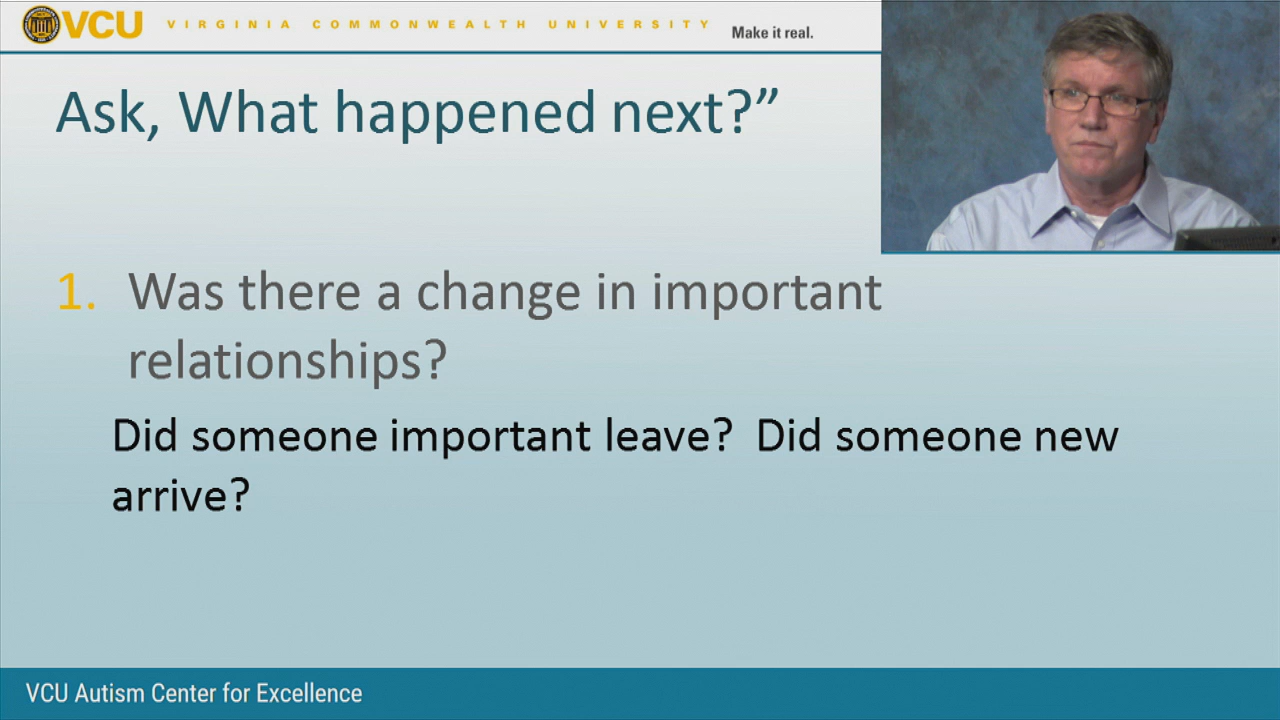 VCU VIRGINIA COMMONWEALTH UNIVERSITY Make it real.
Ask, What happened next?”
1. Was there a change in important
relationships?
Did someone important leave? Did someone new
arrive?
VCU Autism Center for Excellence